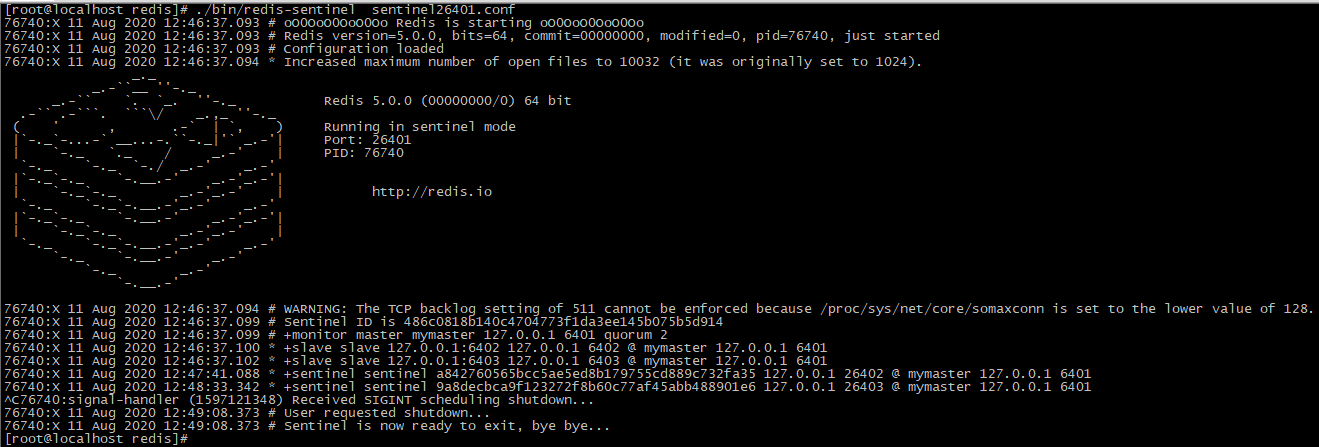 [root@localhost redis]# ./bin/redis-sentinel  sentinel26401.conf
76740:X 11 Aug 2020 12:46:37.093 # oO0OoO0OoO0Oo Redis is starting oO0OoO0OoO0Oo
76740:X 11 Aug 2020 12:46:37.093 # Redis version=5.0.0, bits=64, commit=00000000, modified=0, pid=76740, just started
76740:X 11 Aug 2020 12:46:37.093 # Configuration loaded
76740:X 11 Aug 2020 12:46:37.094 * Increased maximum number of open files to 10032 (it was originally set to 1024).
Redis 5.0.0 (00000000/0) 64 bit
Running in sentinel mode
Port: 26401
PID: 76740
http://redis.io
76740:X 11 Aug 2020 12:46:37.094 # WARNING: The TCP backlog setting of 511 cannot be enforced because /proc/sys/net/core/somaxconn is set to the lower value of 128.
76740:X 11 Aug 2020 12:46:37.099 # Sentinel ID is 486c0818b140c4704773f1da3ee145b075b5d914
76740:X 11 Aug 2020 12:46:37.099 # +monitor master mymaster 127.0.0.1 6401 quorum 2
76740:X 11 Aug 2020 12:46:37.100 * +slave slave 127.0.0.1:6402 127.0.0.1 6402 @ mymaster 127.0.0.1 6401
76740:X 11 Aug 2020 12:46:37.102 * +slave slave 127.0.0.1:6403 127.0.0.1 6403 @ mymaster 127.0.0.1 6401
76740:X 11 Aug 2020 12:47:41.088 * +sentinel sentinel a842760565bcc5ae5ed8b179755cd889c732fa35 127.0.0.1 26402 @ mymaster 127.0.0.1 6401
76740:X 11 Aug 2020 12:48:33.342 * +sentinel sentinel 9a8decbca9f123272f8b60c77af45abb488901e6 127.0.0.1 26403 @ mymaster 127.0.0.1 6401
^C76740:signal-handler (1597121348) Received SIGINT scheduling shutdown...
76740:X 11 Aug 2020 12:49:08.373 # User requested shutdown...
76740:X 11 Aug 2020 12:49:08.373 # Sentinel is now ready to exit, bye bye...
[root@localhost redis]#